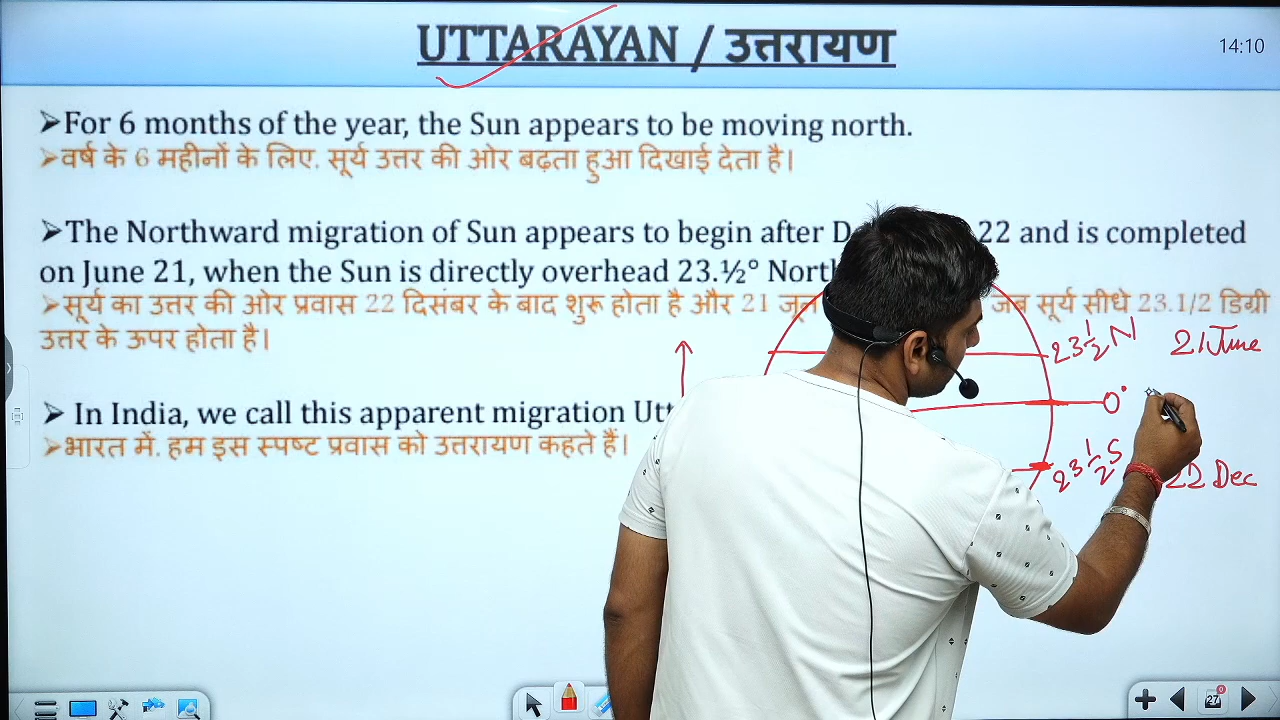 UTTARAYAN / उत्तरायण
14:10
➢For 6 months of the year, the Sun appears to be moving north.
➢वर्ष के 6 महीनों के लिए. सूर्य उत्तर की ओर बढ़ता हुआ दिखाई देता है।
➢The Northward migration of Sun appears to begin after D 22 and is completed
on June 21, when the Sun is directly overhead 23.½° North
➢सूर्य का उत्तर की ओर प्रवास 22 दिसंबर के बाद शुरू होता है और 21 जब सूर्य सीधे 23.1/2 डिग्री
उत्तर के ऊपर होता है।
23½N 21June
➢ In India, we call this apparent migration Utt
0°
➢भारत में. हम इस स्पष्ट प्रवास को उत्तरायण कहते हैं।
23½S 22 Dec
27